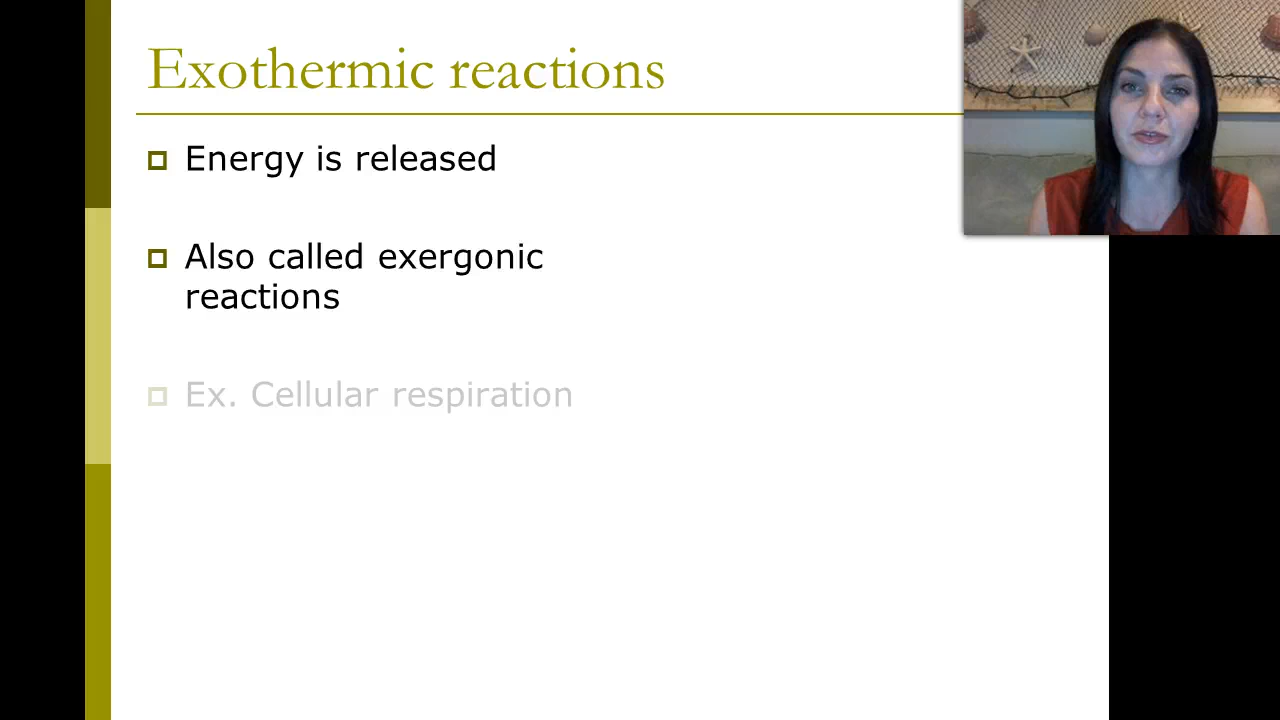 Exothermic reactions
Energy is released
Also called exergonic
reactions
Ex. Cellular respiration